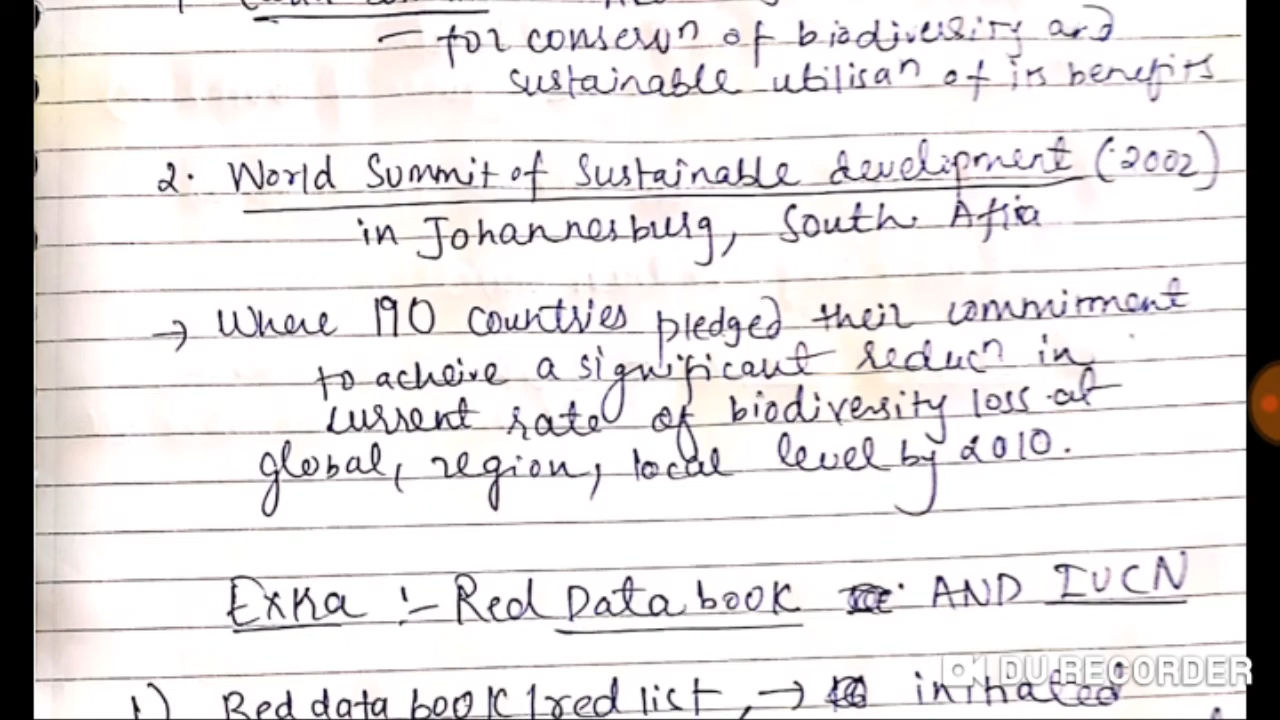 — for conservⁿ of biodiversity and
sustainable utilisaⁿ of its benefits
2. World Summit of Sustainable development (2002)
in Johannesburg, South Africa
→ Where 190 countries pledged their commitment
to acheive a significant reducⁿ in
current rate of biodiversity loss at
global, region, local level by 2010.
Extra :- Red Data book AND IUCN
1) Red data book / red list, → initiated
DU RECORDER